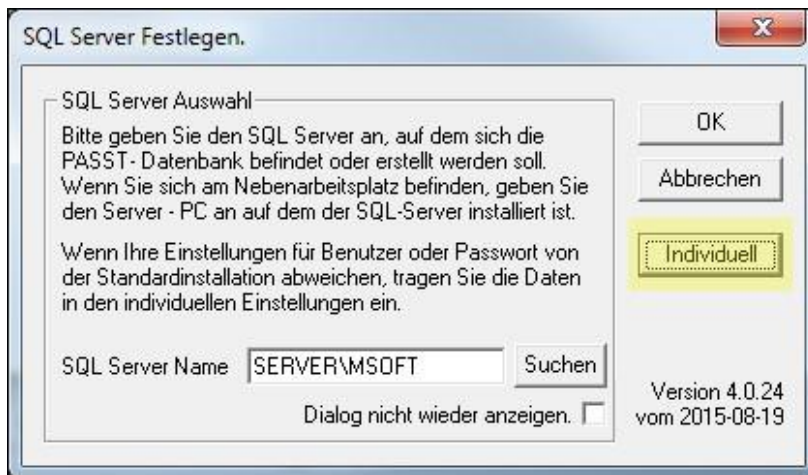 SQL Server Festlegen.
SQL Server Auswahl
Bitte geben Sie den SQL Server an, auf dem sich die
PASST- Datenbank befindet oder erstellt werden soll.
Wenn Sie sich am Nebenarbeitsplatz befinden, geben Sie
den Server - PC an auf dem der SQL-Server installiert ist.
Wenn Ihre Einstellungen für Benutzer oder Passwort von
der Standardinstallation abweichen, tragen Sie die Daten
in den individuellen Einstellungen ein.
SQL Server Name SERVER\MSOFT Suchen
Dialog nicht wieder anzeigen.
OK
Abbrechen
Individuell
Version 4.0.24
vom 2015-08-19